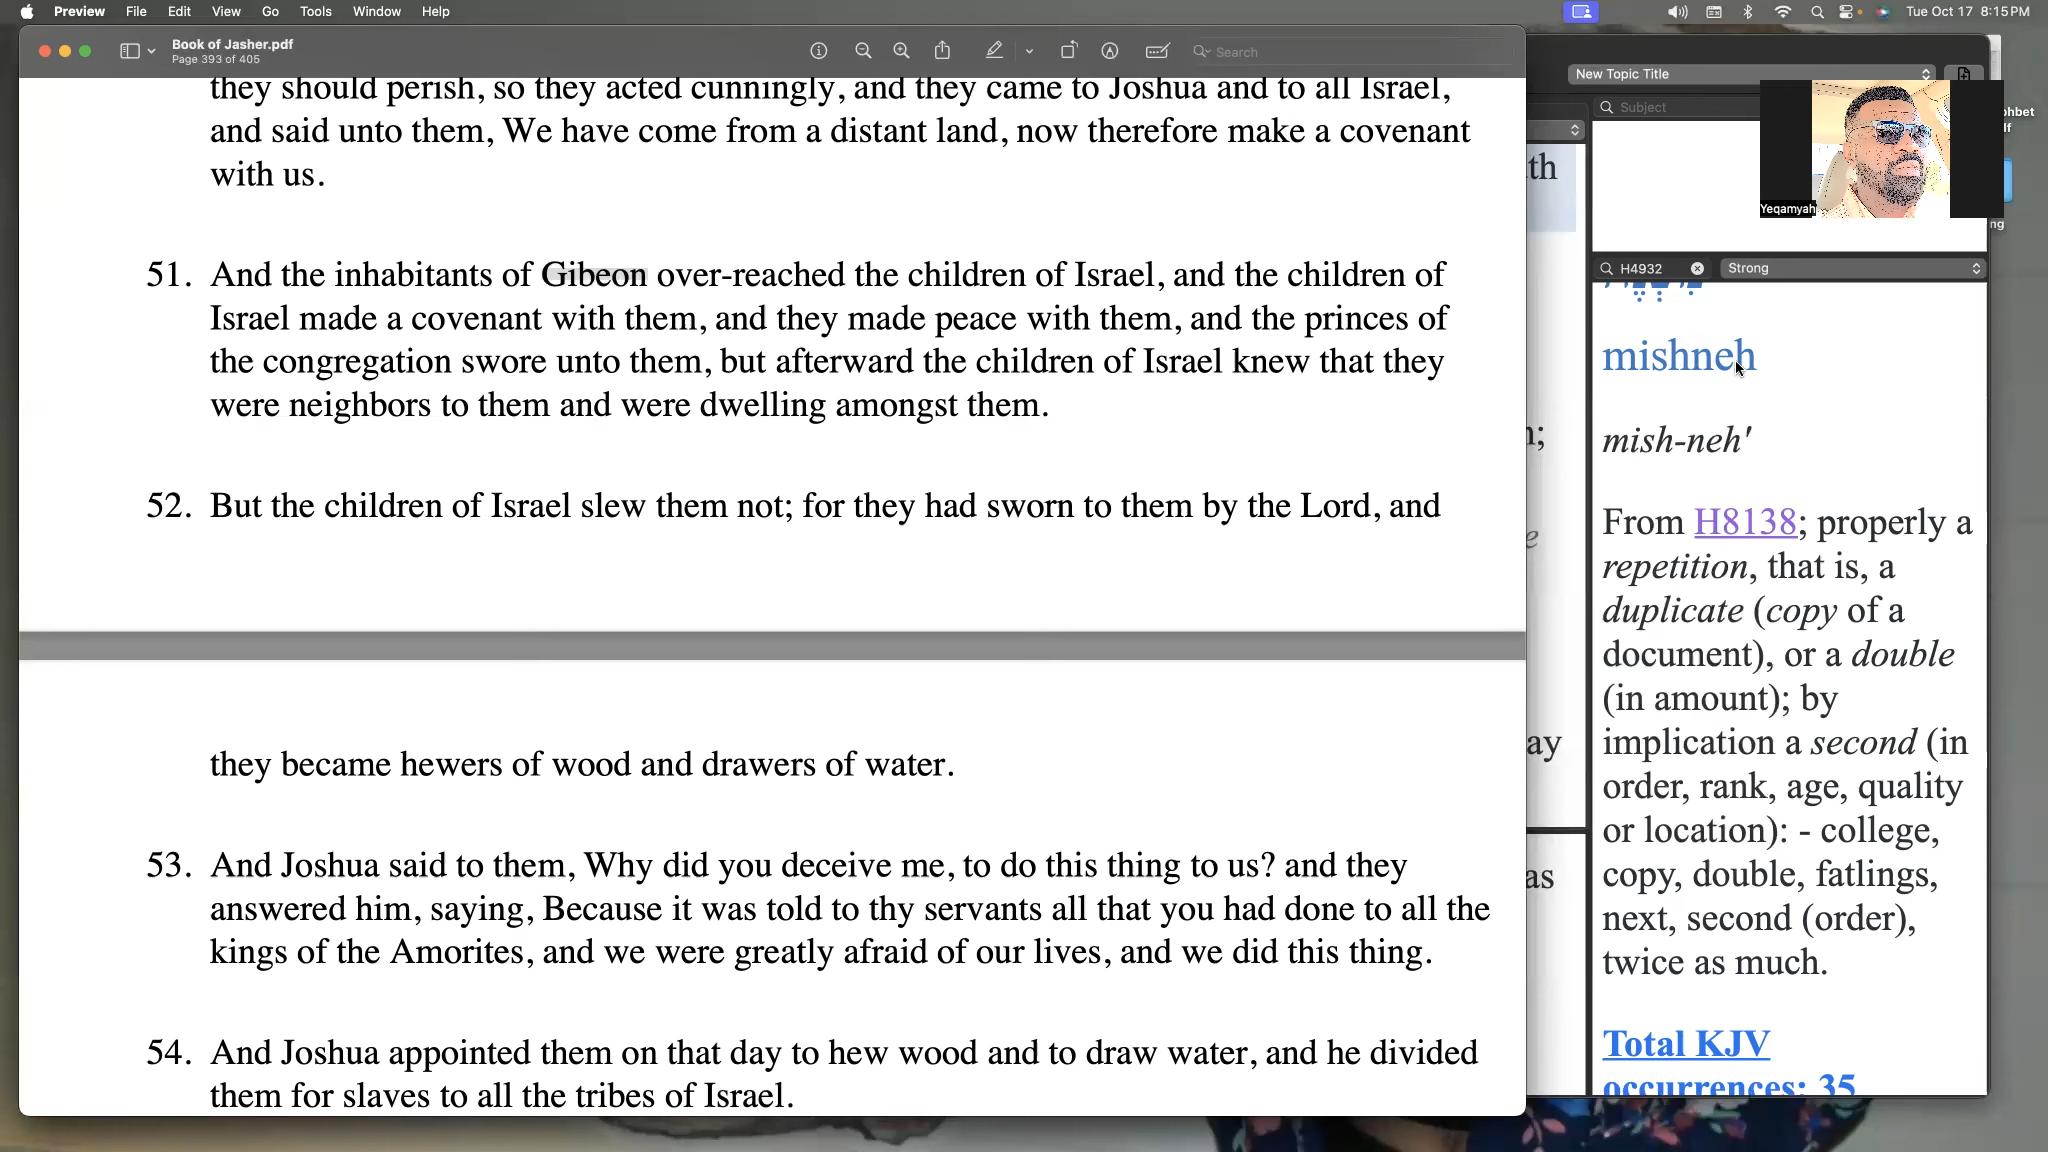 Preview File Edit View Go Tools Window Help
Tue Oct 17 8:15 PM
Book of Jasher.pdf
Page 393 of 405
Search
they should perish, so they acted cunningly, and they came to Joshua and to all Israel,
and said unto them, We have come from a distant land, now therefore make a covenant
with us.
51. And the inhabitants of Gibeon over-reached the children of Israel, and the children of
Israel made a covenant with them, and they made peace with them, and the princes of
the congregation swore unto them, but afterward the children of Israel knew that they
were neighbors to them and were dwelling amongst them.
52. But the children of Israel slew them not; for they had sworn to them by the Lord, and
they became hewers of wood and drawers of water.
53. And Joshua said to them, Why did you deceive me, to do this thing to us? and they
answered him, saying, Because it was told to thy servants all that you had done to all the
kings of the Amorites, and we were greatly afraid of our lives, and we did this thing.
54. And Joshua appointed them on that day to hew wood and to draw water, and he divided
them for slaves to all the tribes of Israel.
New Topic Title
Subject
Yeqamyah
H4932
Strong
mishneh
mish-neh'
From H8138; properly a
repetition, that is, a
duplicate (copy of a
document), or a double
(in amount); by
implication a second (in
order, rank, age, quality
or location): - college,
copy, double, fatlings,
next, second (order),
twice as much.
Total KJV
occurrences: 35